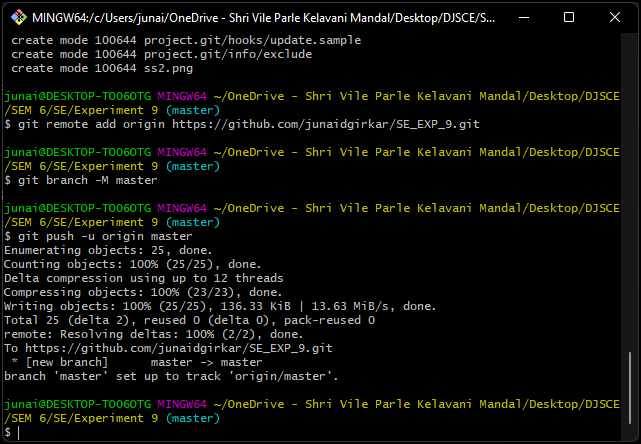 MINGW64:/c/Users/junai/OneDrive - Shri Vile Parle Kelavani Mandal/Desktop/DJSCE/S...
create mode 100644 project.git/hooks/update.sample
create mode 100644 project.git/info/exclude
create mode 100644 ss2.png
junai@DESKTOP-TOO6OTG MINGW64 ~/OneDrive - Shri Vile Parle Kelavani Mandal/Desktop/DJSCE
/SEM 6/SE/Experiment 9 (master)
$ git remote add origin https://github.com/junaidgirkar/SE_EXP_9.git
junai@DESKTOP-TOO6OTG MINGW64 ~/OneDrive - Shri Vile Parle Kelavani Mandal/Desktop/DJSCE
/SEM 6/SE/Experiment 9 (master)
$ git branch -M master
junai@DESKTOP-TOO6OTG MINGW64 ~/OneDrive - Shri Vile Parle Kelavani Mandal/Desktop/DJSCE
/SEM 6/SE/Experiment 9 (master)
$ git push -u origin master
Enumerating objects: 25, done.
Counting objects: 100% (25/25), done.
Delta compression using up to 12 threads
Compressing objects: 100% (23/23), done.
Writing objects: 100% (25/25), 136.33 KiB | 13.63 MiB/s, done.
Total 25 (delta 2), reused 0 (delta 0), pack-reused 0
remote: Resolving deltas: 100% (2/2), done.
To https://github.com/junaidgirkar/SE_EXP_9.git
* [new branch] master -> master
branch 'master' set up to track 'origin/master'.
junai@DESKTOP-TOO6OTG MINGW64 ~/OneDrive - Shri Vile Parle Kelavani Mandal/Desktop/DJSCE
/SEM 6/SE/Experiment 9 (master)
$